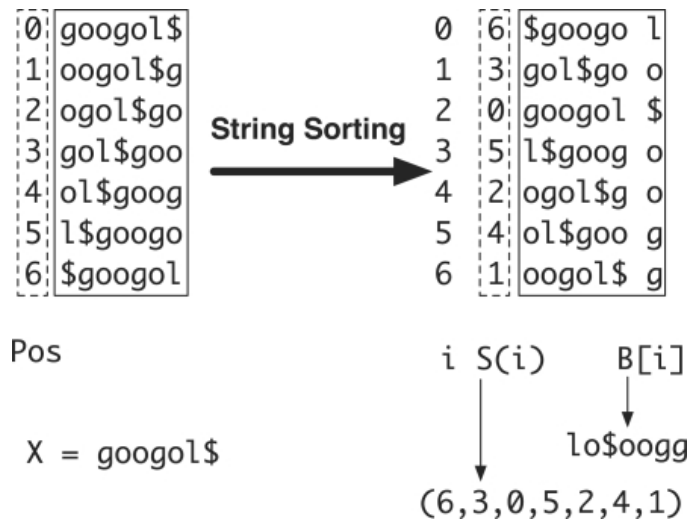 0 googol$ 0 6 $googo l
1 oogol$g 1 3 gol$go o
2 ogol$go 2 0 googol $
String Sorting
3 gol$goo 3 5 l$goog o
4 ol$goog 4 2 ogol$g o
5 l$googo 5 4 ol$goo g
6 $googol 6 1 oogol$ g
Pos i S(i) B[i]
X = googol$ lo$oogg
(6,3,0,5,2,4,1)